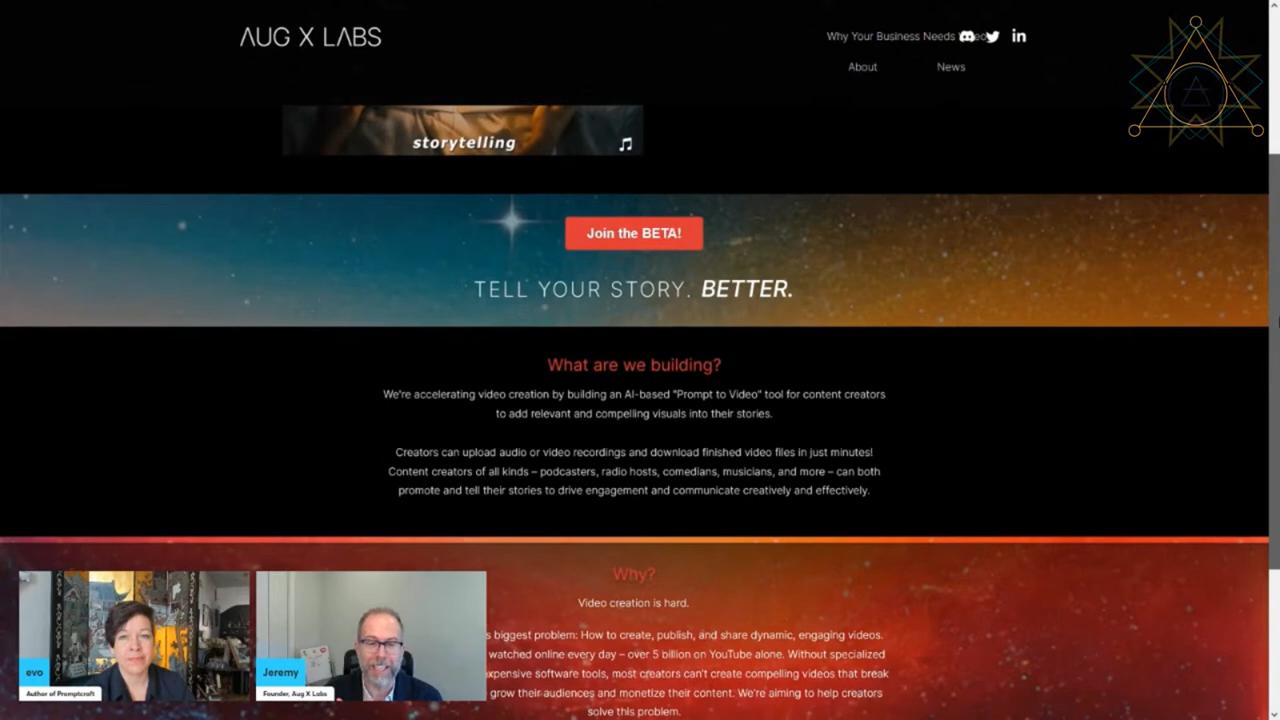 AUG X LABS
Why Your Business Needs
About
News
storytelling
Join the BETA!
TELL YOUR STORY. BETTER.
What are we building?
We're accelerating video creation by building an AI-based "Prompt to Video" tool for content creators
to add relevant and compelling visuals into their stories.
Creators can upload audio or video recordings and download finished video files in just minutes!
Content creators of all kinds – podcasters, radio hosts, comedians, musicians, and more – can both
promote and tell their stories to drive engagement and communicate creatively and effectively.
Why?
Video creation is hard.
s biggest problem: How to create, publish, and share dynamic, engaging videos.
watched online every day – over 5 billion on YouTube alone. Without specialized
xpensive software tools, most creators can't create compelling videos that break
grow their audiences and monetize their content. We're aiming to help creators
solve this problem.
evo
Author of Promptcraft
Jeremy
Founder, Aug X Labs